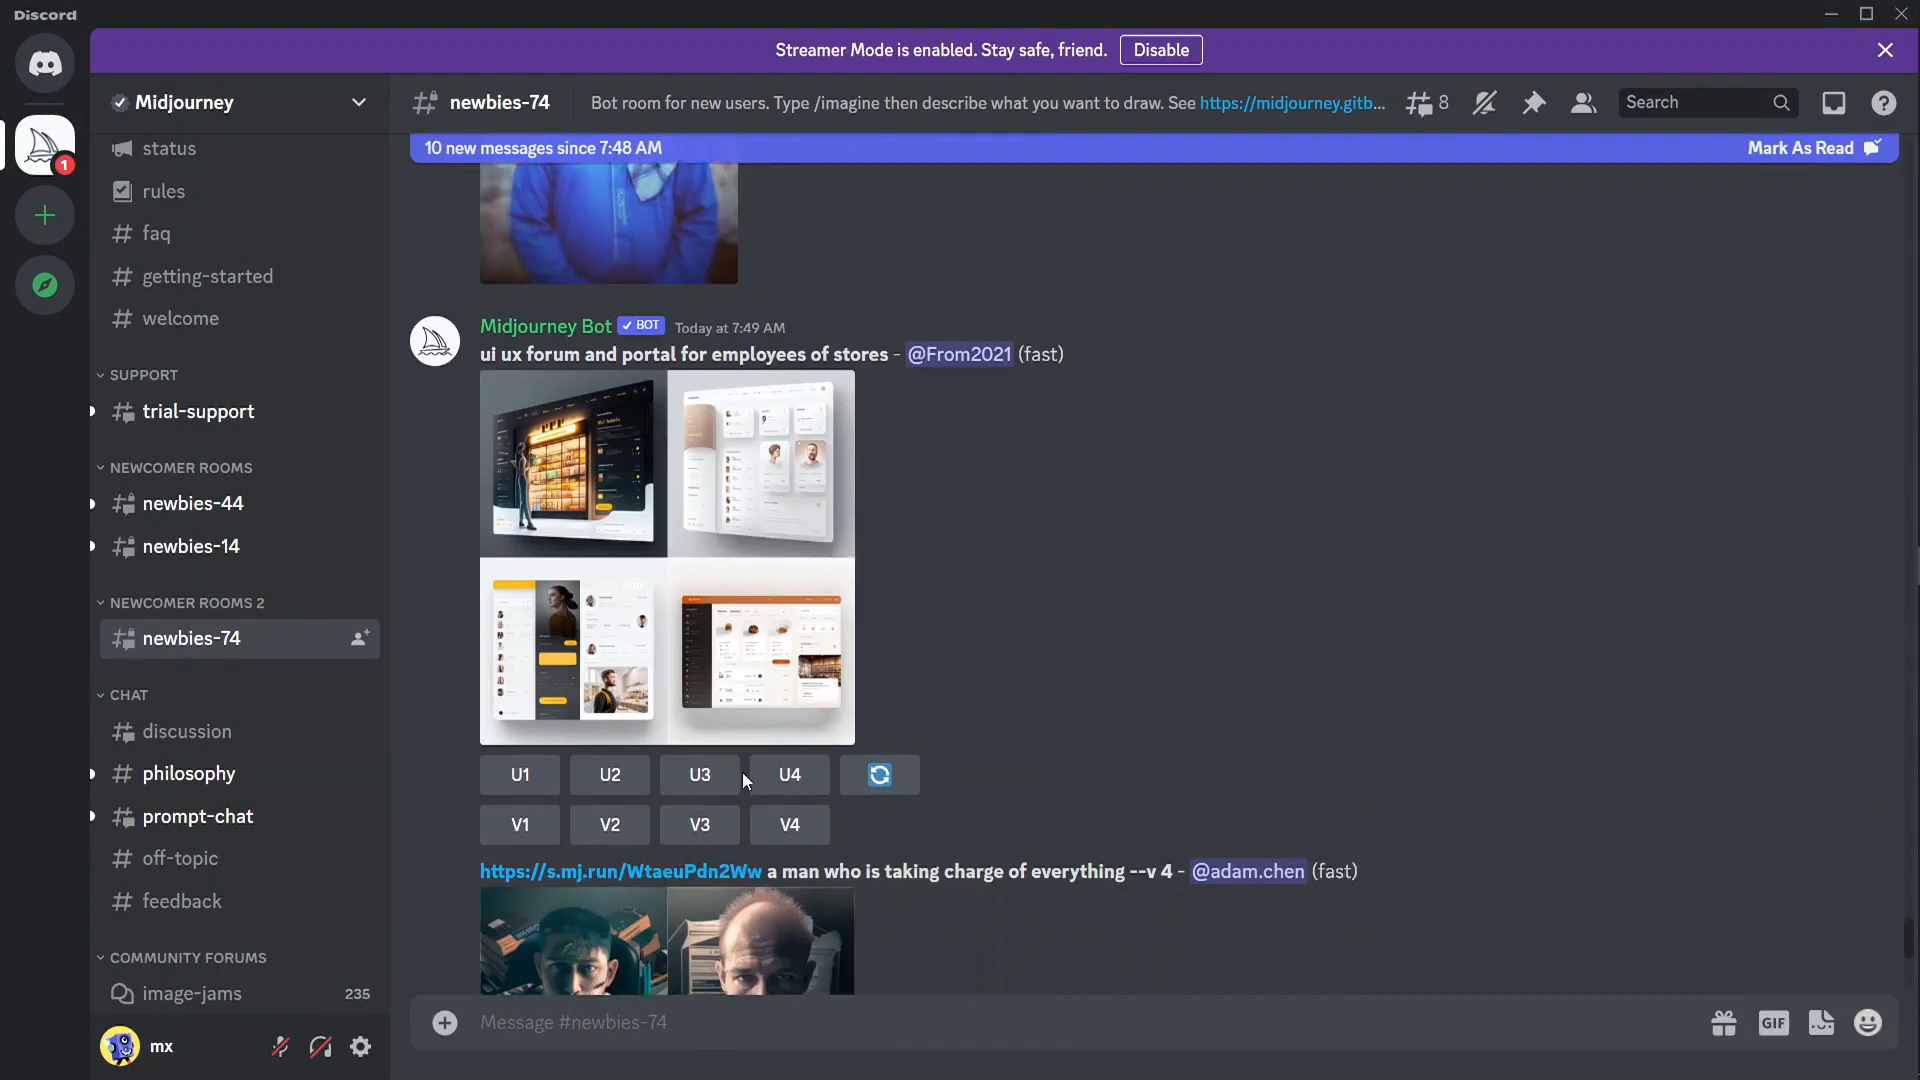 Discord
Streamer Mode is enabled. Stay safe, friend.
Disable
Midjourney
newbies-74
Bot room for new users. Type /imagine then describe what you want to draw. See https://midjourney.gitb...
8
Search
1
10 new messages since 7:48 AM
Mark As Read
status
rules
faq
getting-started
welcome
SUPPORT
trial-support
NEWCOMER ROOMS
newbies-44
newbies-14
NEWCOMER ROOMS 2
newbies-74
CHAT
discussion
philosophy
prompt-chat
off-topic
feedback
COMMUNITY FORUMS
image-jams
235
mx
Midjourney Bot
BOT
Today at 7:49 AM
ui ux forum and portal for employees of stores - @From2021 (fast)
U1
U2
U3
U4
V1
V2
V3
V4
https://s.mj.run/WtaeuPdn2Ww a man who is taking charge of everything --v 4 - @adam.chen (fast)
Message #newbies-74
GIF